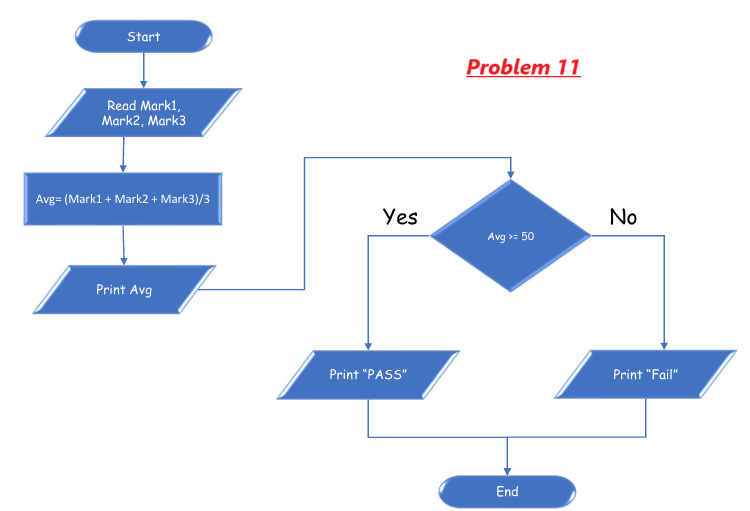 Start
Problem 11
Read Mark1,
Mark2, Mark3
Avg= (Mark1 + Mark2 + Mark3)/3
Print Avg
Yes
No
Avg >= 50
Print “PASS”
Print “Fail”
End